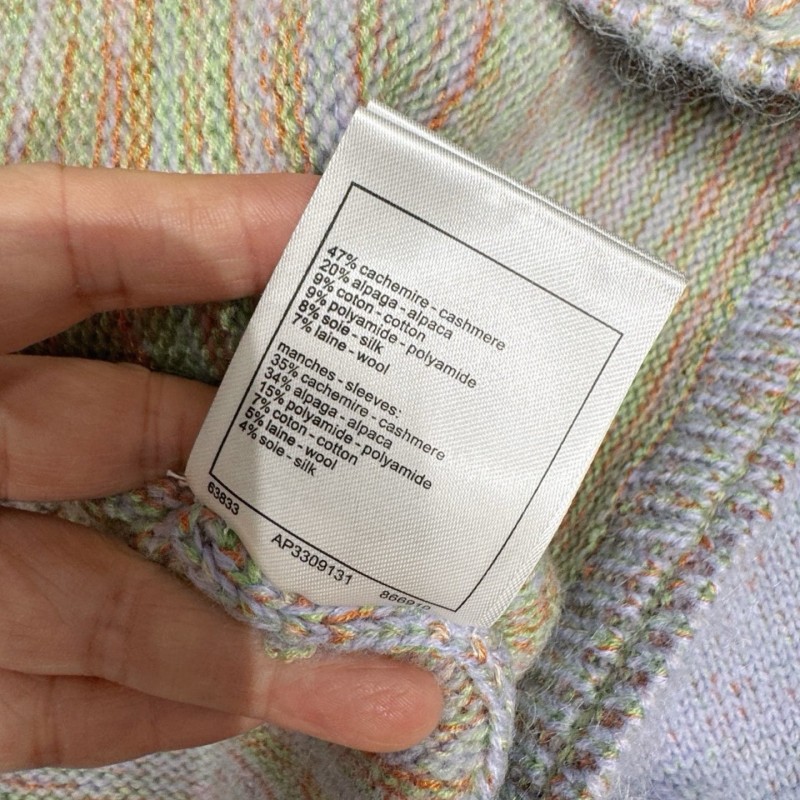 47% cachemire - cashmere
20% alpaga - alpaca
9% coton - cotton
9% polyamide - polyamide
8% soie - silk
7% laine - wool
manches - sleeves:
35% cachemire - cashmere
34% alpaga - alpaca
15% polyamide - polyamide
7% coton - cotton
5% laine - wool
4% soie - silk
63833
AP3309131